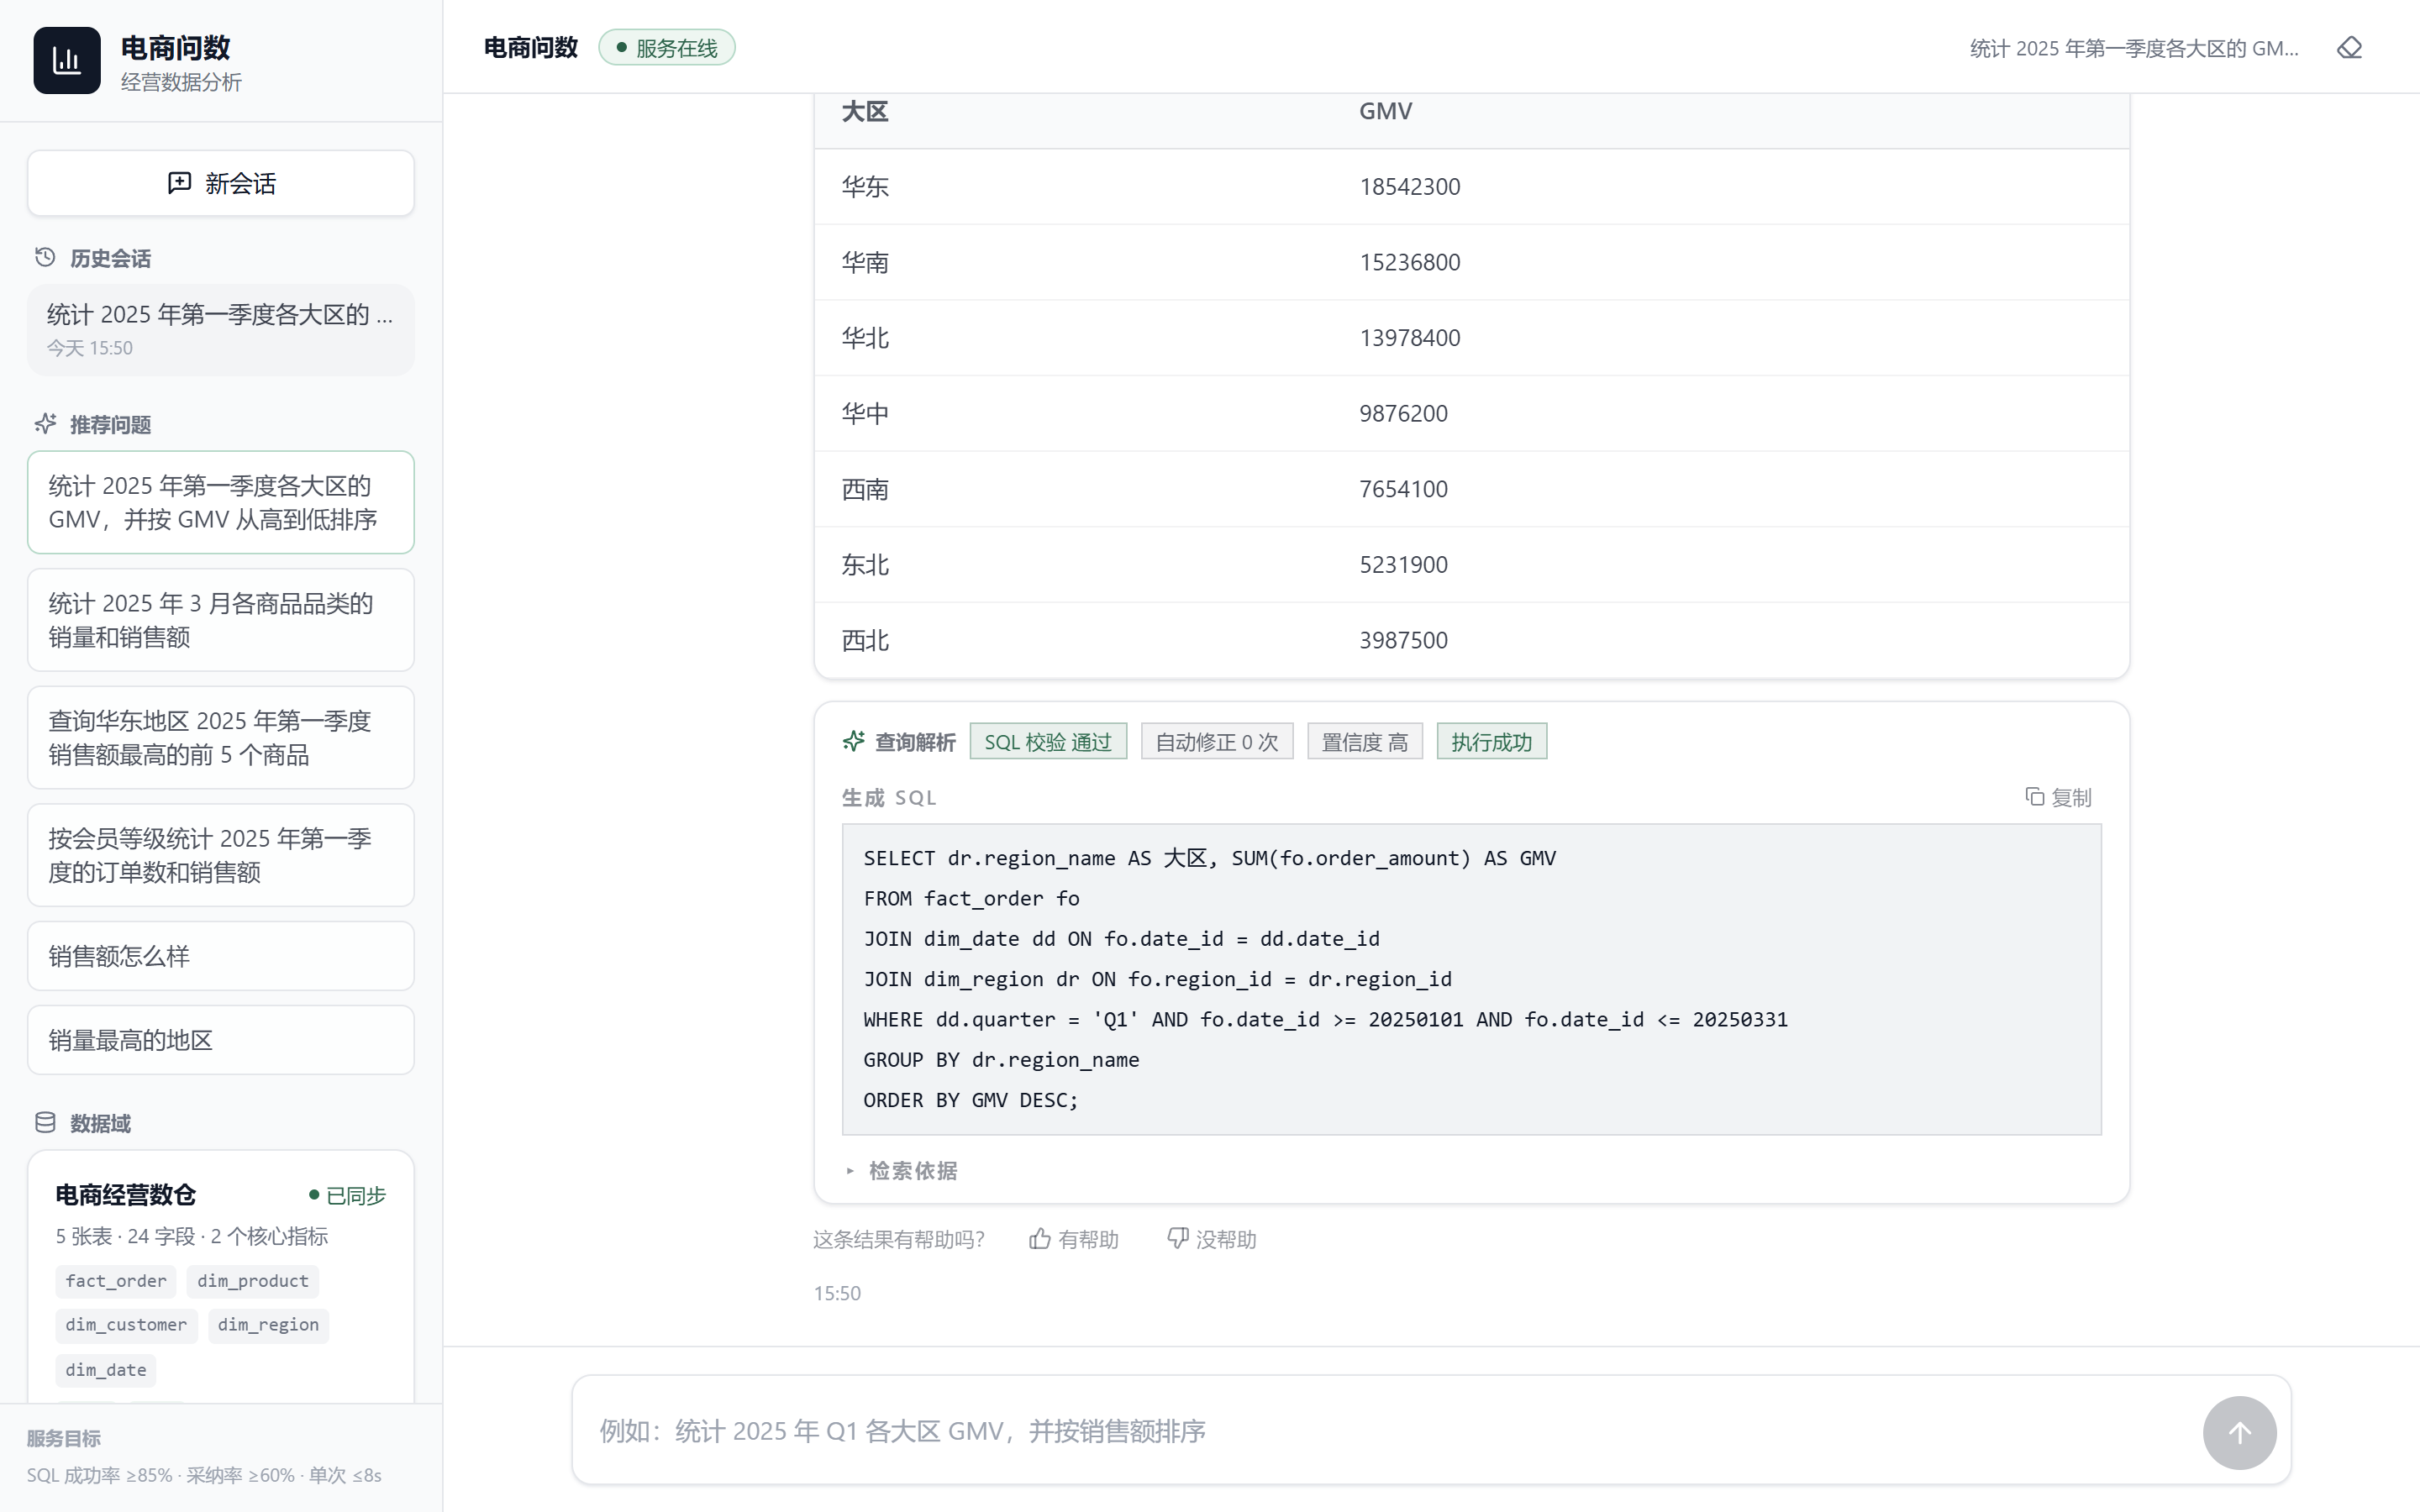 电商问数
经营数据分析
新会话
历史会话
统计 2025 年第一季度各大区的 ...
今天 15:50
推荐问题
统计 2025 年第一季度各大区的
GMV，并按 GMV 从高到低排序
统计 2025 年 3 月各商品品类的
销量和销售额
查询华东地区 2025 年第一季度
销售额最高的前 5 个商品
按会员等级统计 2025 年第一季
度的订单数和销售额
销售额怎么样
销量最高的地区
数据域
电商经营数仓 已同步
5 张表 · 24 字段 · 2 个核心指标
fact_order dim_product
dim_customer dim_region
dim_date
服务目标
SQL 成功率 ≥85% · 采纳率 ≥60% · 单次 ≤8s
电商问数 服务在线 统计 2025 年第一季度各大区的 GM...
大区 GMV
华东 18542300
华南 15236800
华北 13978400
华中 9876200
西南 7654100
东北 5231900
西北 3987500
查询解析 SQL 校验 通过 自动修正 0 次 置信度 高 执行成功
生成 SQL 复制
SELECT dr.region_name AS 大区, SUM(fo.order_amount) AS GMV
FROM fact_order fo
JOIN dim_date dd ON fo.date_id = dd.date_id
JOIN dim_region dr ON fo.region_id = dr.region_id
WHERE dd.quarter = 'Q1' AND fo.date_id >= 20250101 AND fo.date_id <= 20250331
GROUP BY dr.region_name
ORDER BY GMV DESC;
检索依据
这条结果有帮助吗？ 有帮助 没帮助
15:50
例如：统计 2025 年 Q1 各大区 GMV，并按销售额排序